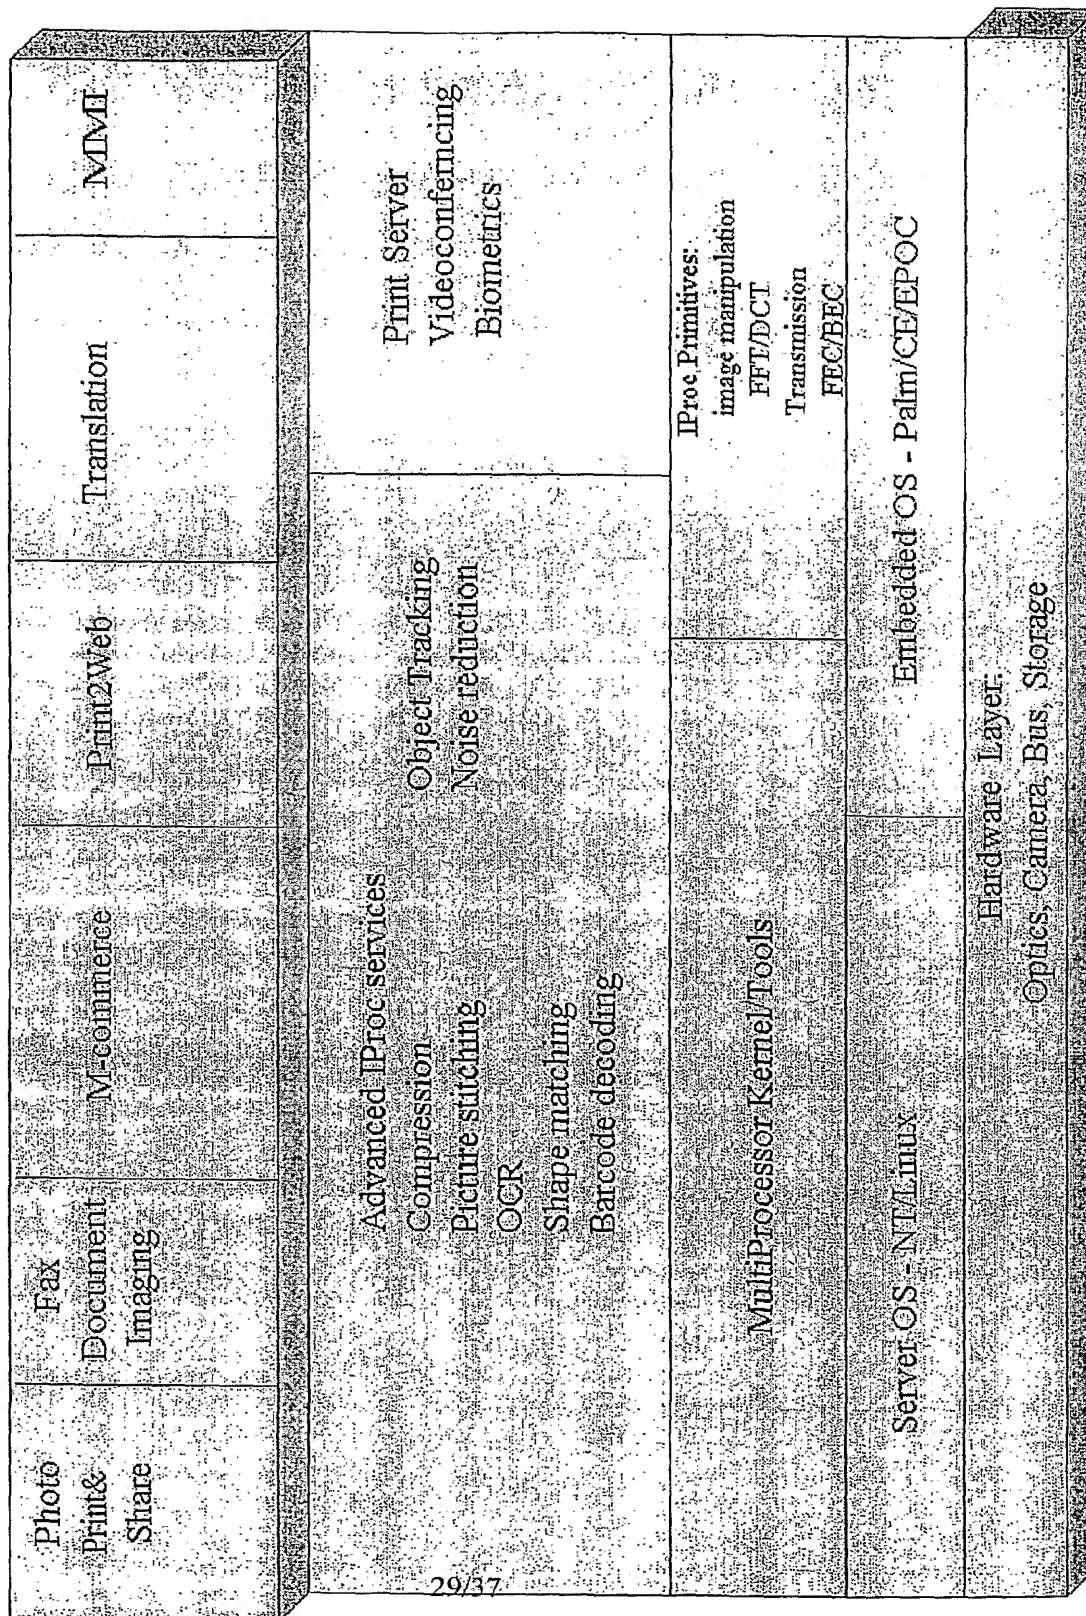 Photo
Print&
Share
Fax
Document
Imaging
M-commerce
Print2Web
Translation
MMI
Advanced IProc services
Compression
Picture stitching
OCR
Shape matching
Barcode decoding
Object Tracking
Noise reduction
Print Server
Videoconferncing
Biometrics
MultiProcessor Kernel/Tools
IProc Primitives:
image manipulation
FFT/DCT
Transmission
FEC/BEC
Server OS - NT/Linux
Embedded OS - Palm/CE/EPOC
Hardware Layer:
Optics, Camera, Bus, Storage
29/37